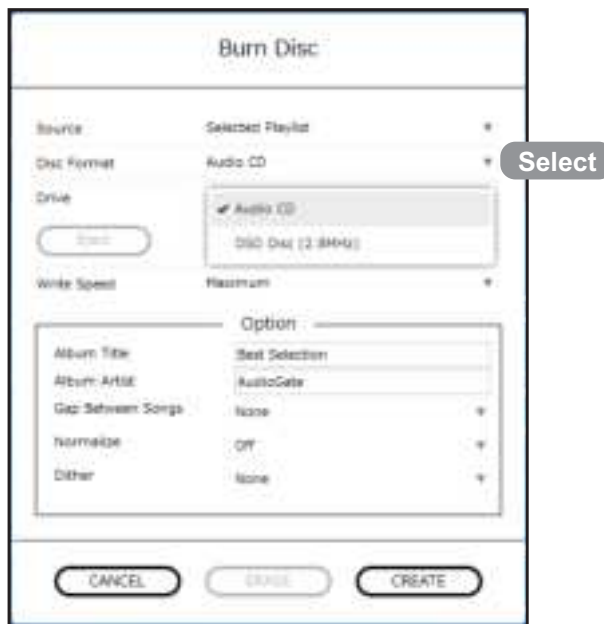 Burn Disc
Source Selected Playlist
Disc Format Audio CD
Select
Drive
✔ Audio CD
Eject
DSD Disc (2.8MHz)
Write Speed Maximum
Option
Album Title Best Selection
Album Artist AudioGate
Gap Between Songs None
Normalize Off
Dither None
CANCEL ERASE CREATE